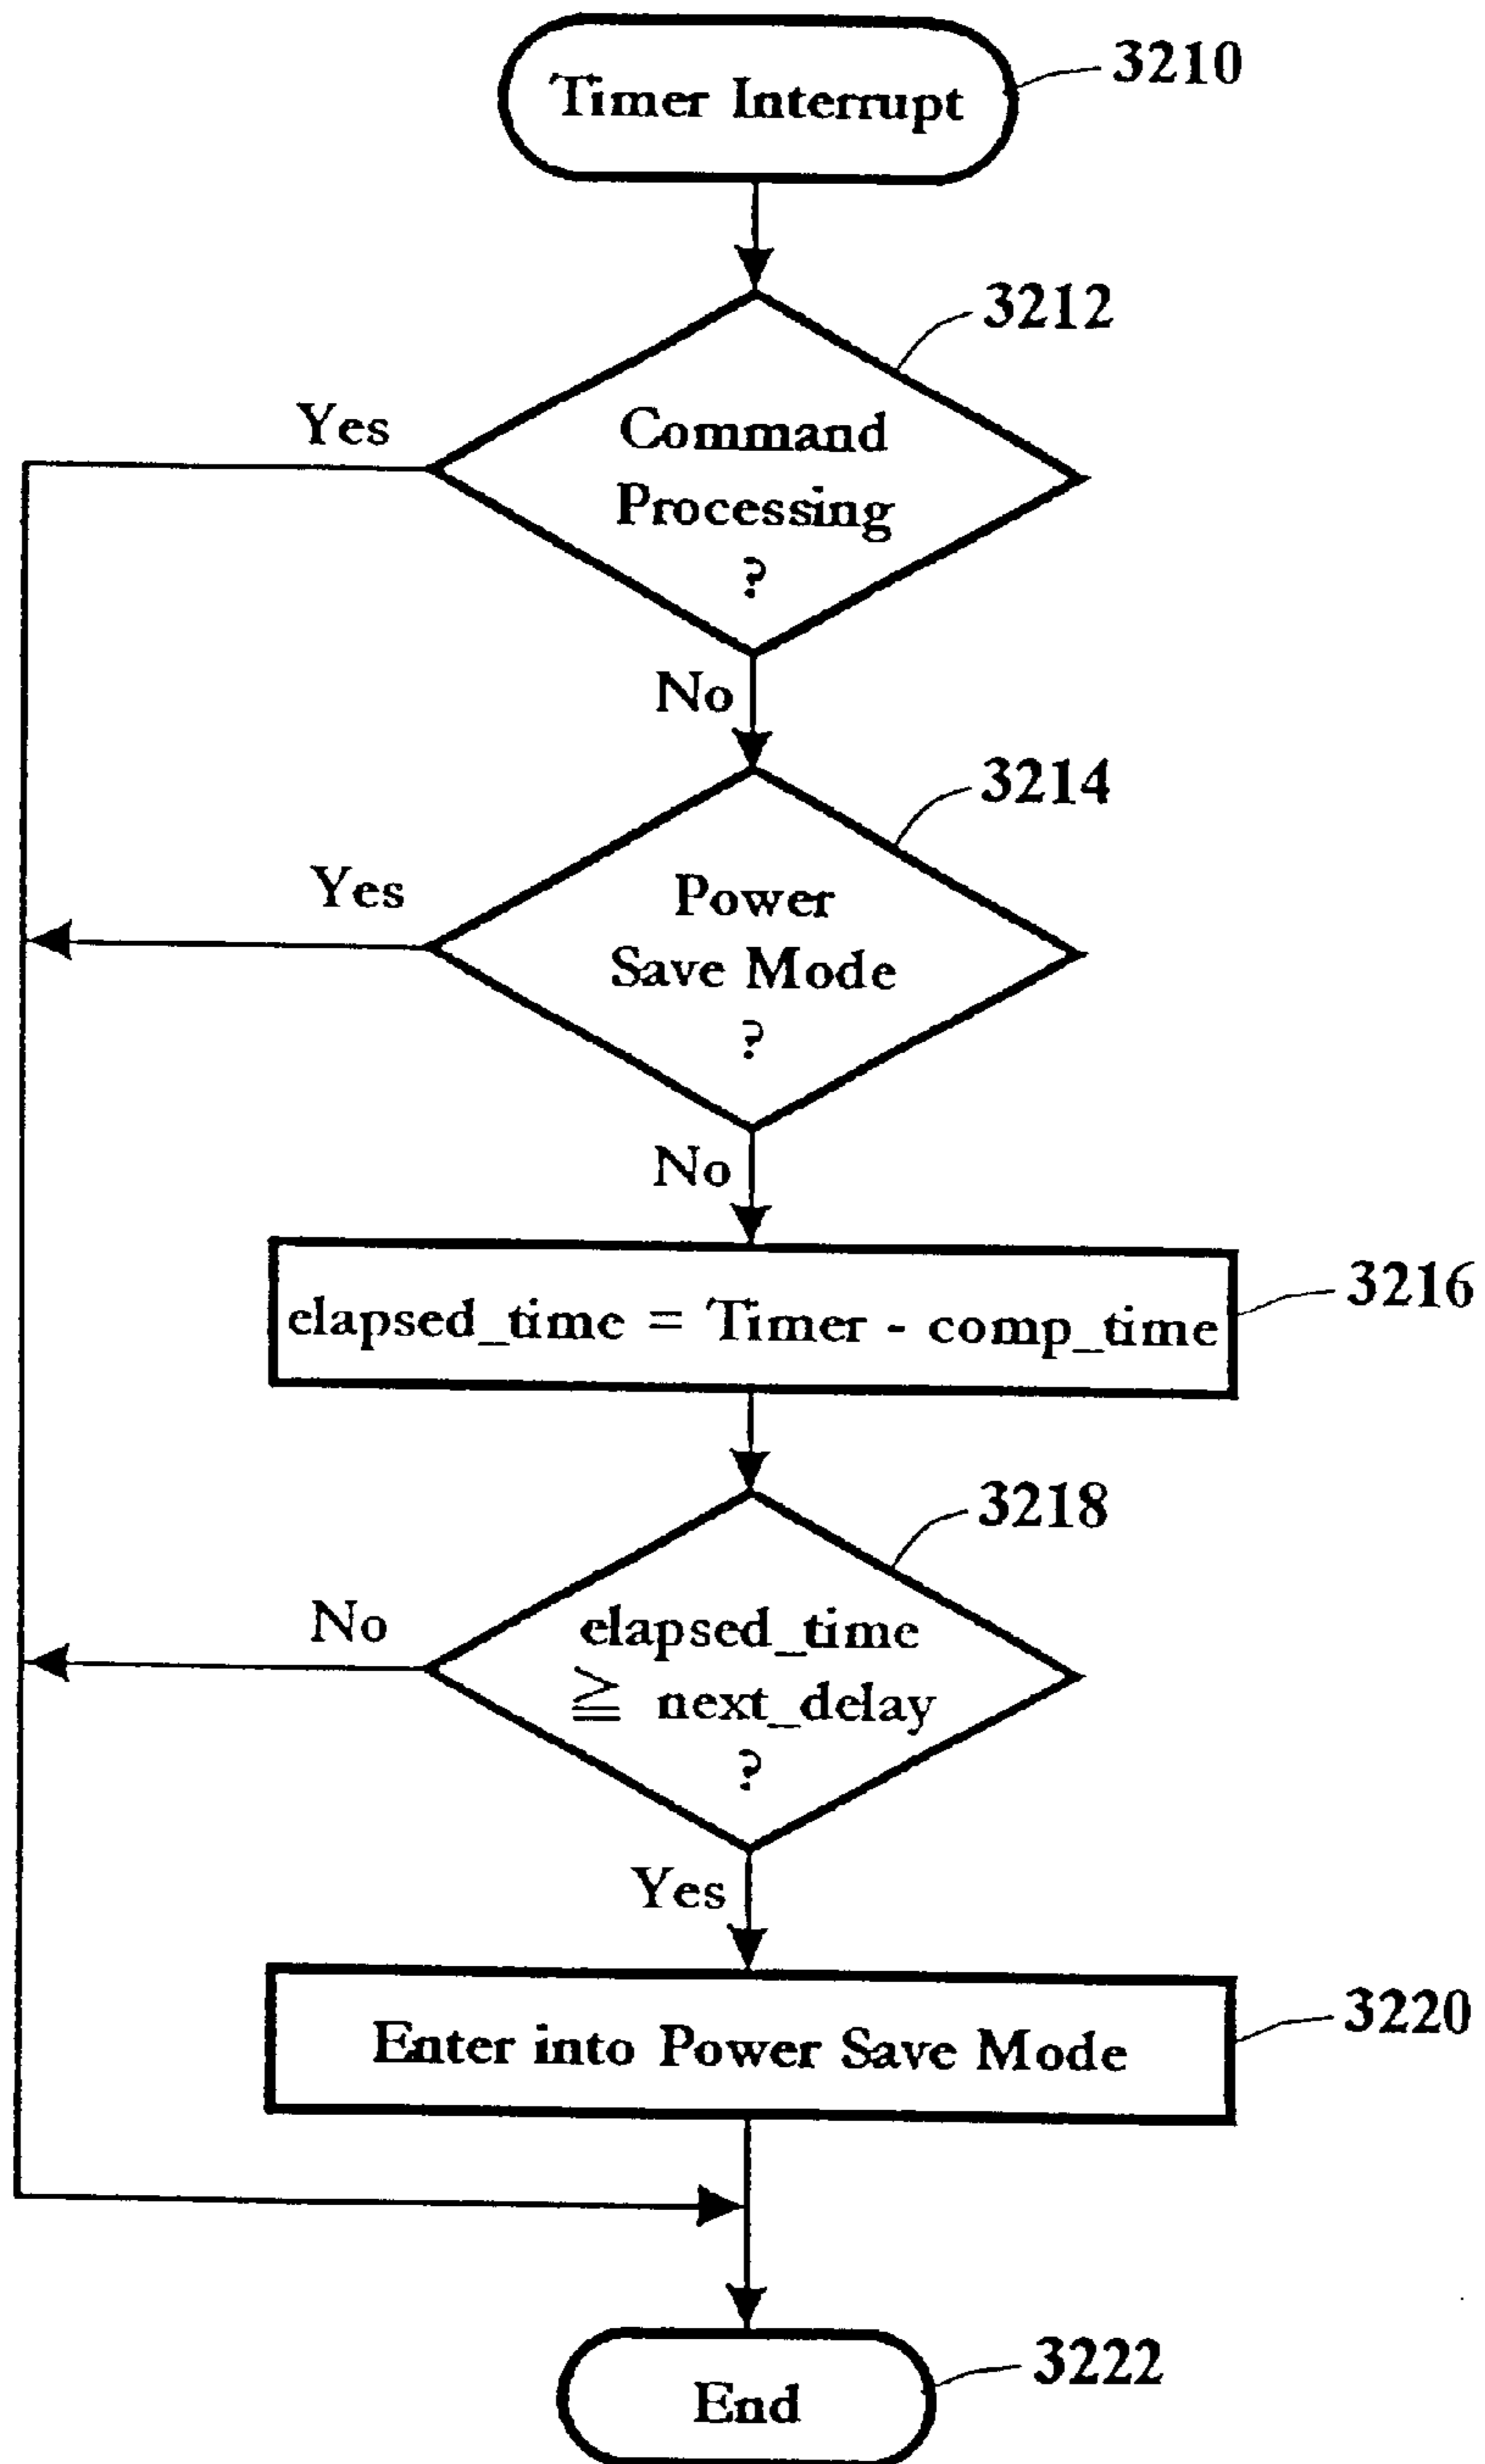 Timer Interrupt
3210
3212
Yes
Command
Processing
?
No
3214
Yes
Power
Save Mode
?
No
3216
elapsed_time = Timer - comp_time
3218
No
elapsed_time
≧ next_delay
?
Yes
3220
Enter into Power Save Mode
3222
End